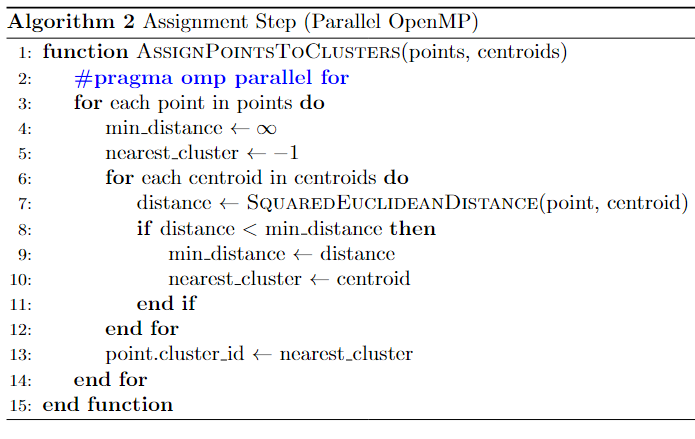 Algorithm 2 Assignment Step (Parallel OpenMP)
1: function AssignPointsToClusters(points, centroids)
2: #pragma omp parallel for
3: for each point in points do
4: min_distance ← ∞
5: nearest_cluster ← −1
6: for each centroid in centroids do
7: distance ← SquaredEuclideanDistance(point, centroid)
8: if distance < min_distance then
9: min_distance ← distance
10: nearest_cluster ← centroid
11: end if
12: end for
13: point.cluster_id ← nearest_cluster
14: end for
15: end function